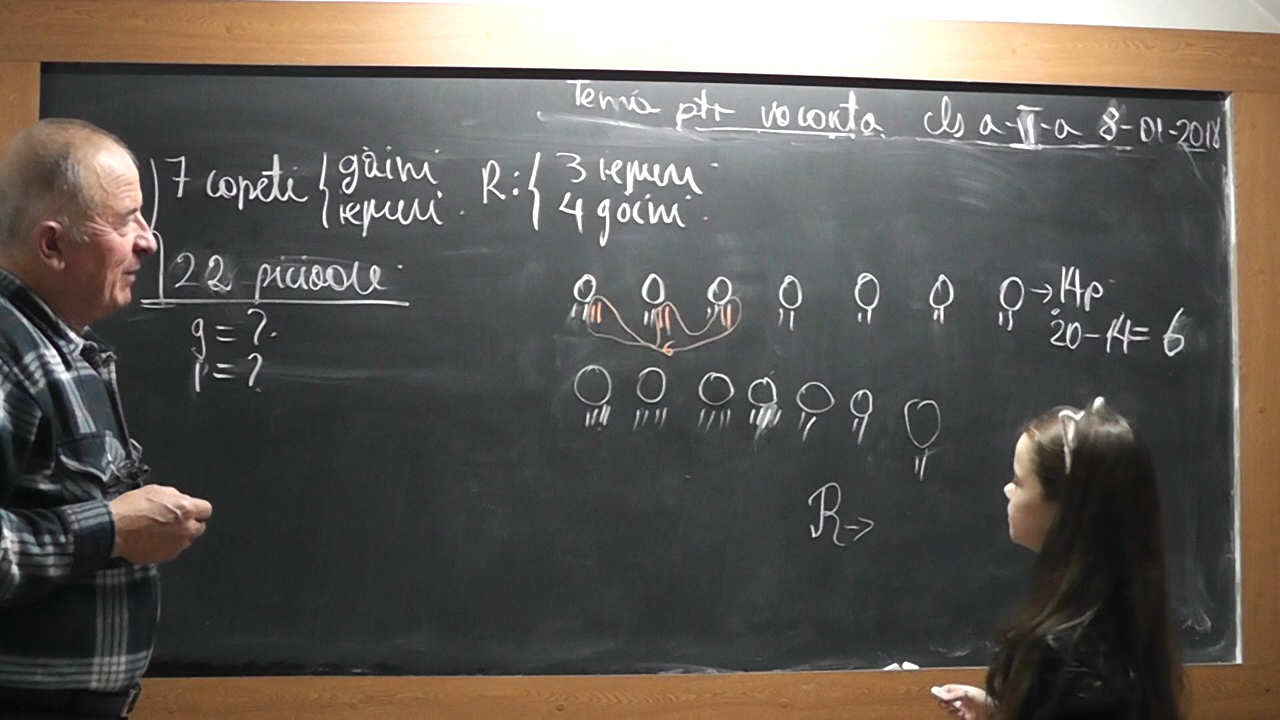 Temă ptr vacanta cls a-II-a 8-01-2018
7 capete { găini R: { 3 iepuri
iepuri. 4 găini.
22 picioare
g = ?
i = ?
→ 14p
20-14= 6
6
R →